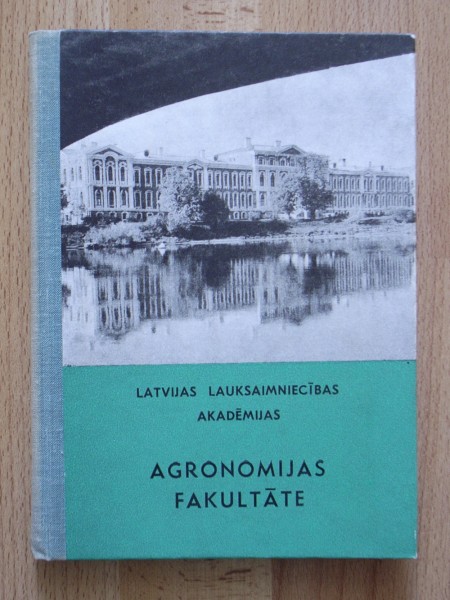 LATVIJAS LAUKSAIMNIECĪBAS
AKADĒMIJAS
AGRONOMIJAS
FAKULTĀTE